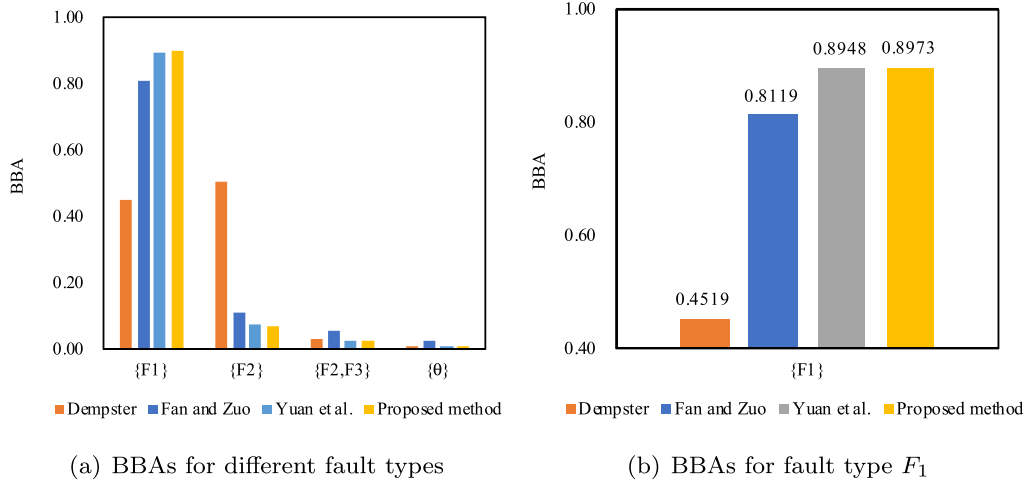 1.00
0.80
0.60
0.40
0.20
0.00
BBA
{F1} {F2} {F2,F3} {θ}
Dempster Fan and Zuo Yuan et al. Proposed method
(a) BBAs for different fault types
1.00
0.80
0.60
0.40
BBA
0.4519
0.8119
0.8948
0.8973
{F1}
Dempster Fan and Zuo Yuan et al. Proposed method
(b) BBAs for fault type F1